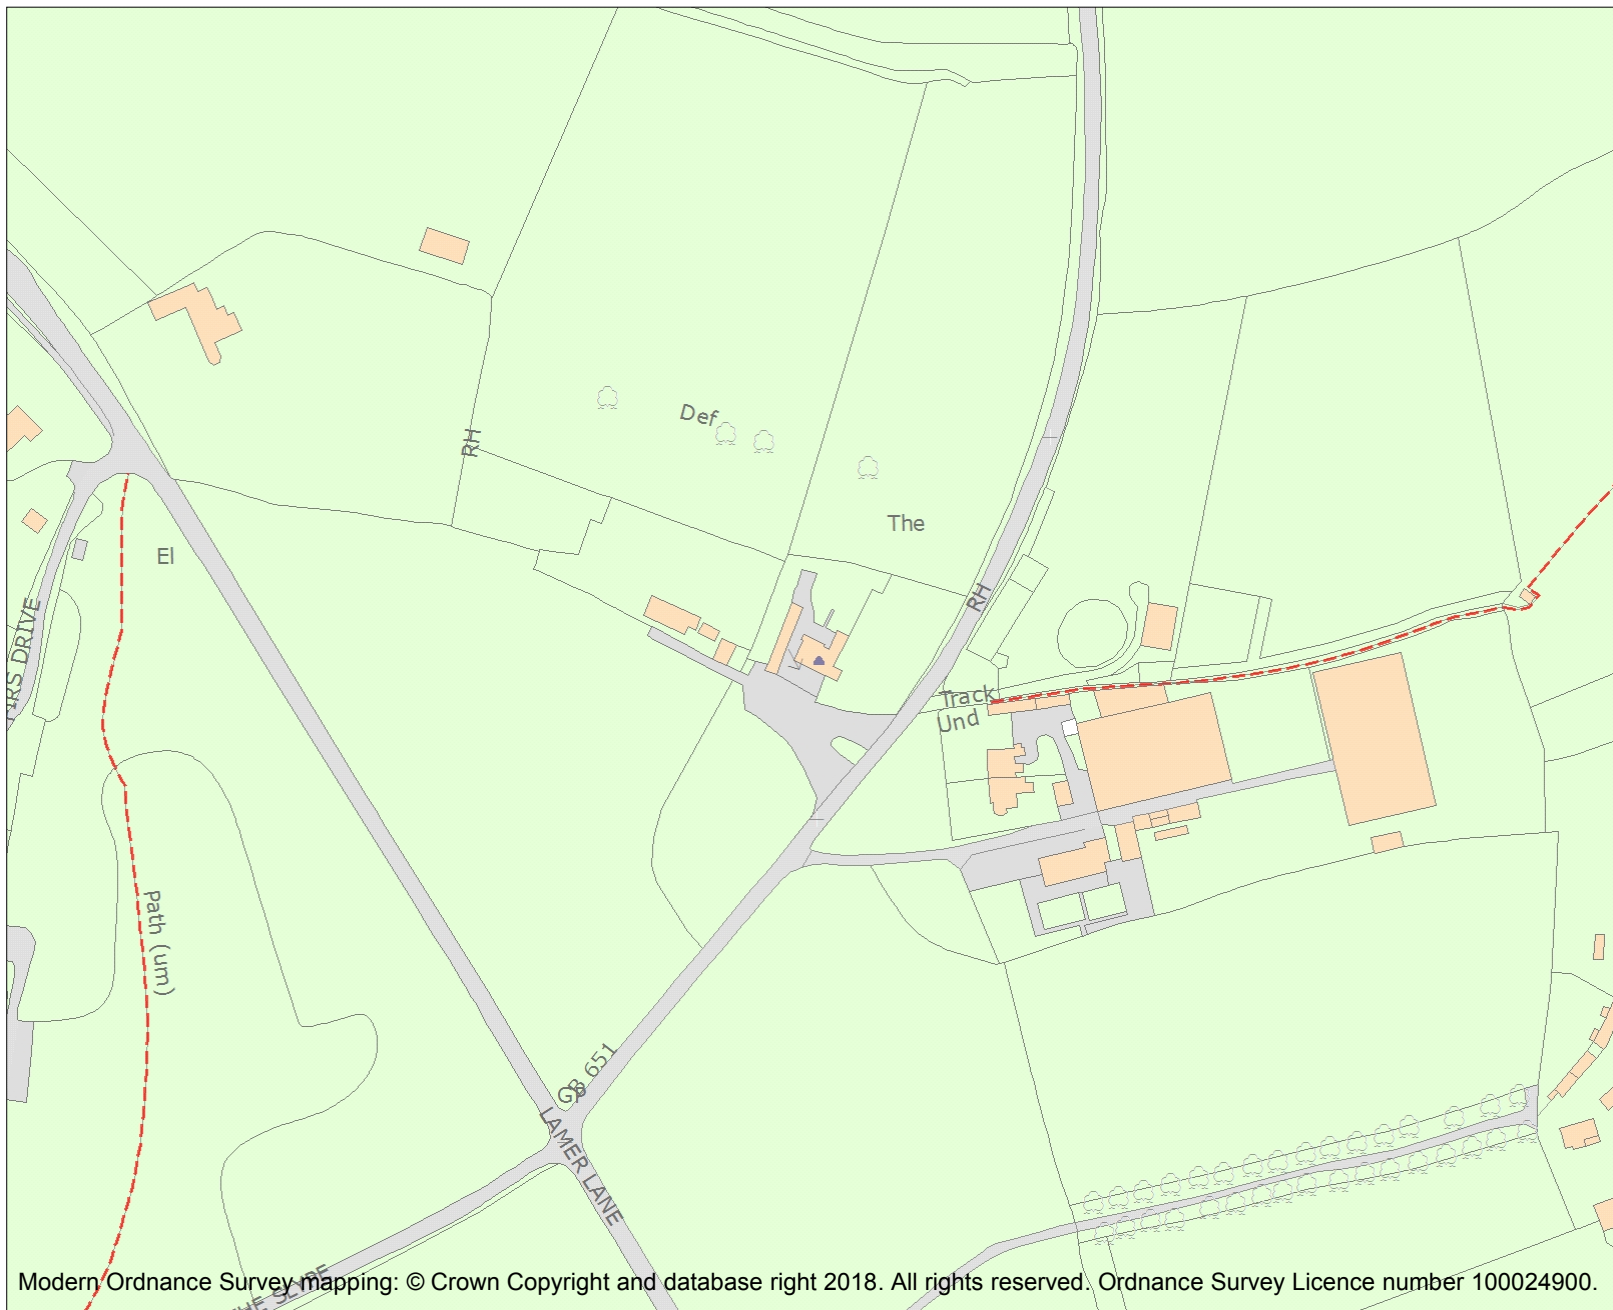 RH
Def
The
El
RH
Track
Und
Path (um)
B 651
GP
LAMER LANE
Modern Ordnance Survey mapping: © Crown Copyright and database right 2018. All rights reserved. Ordnance Survey Licence number 100024900.